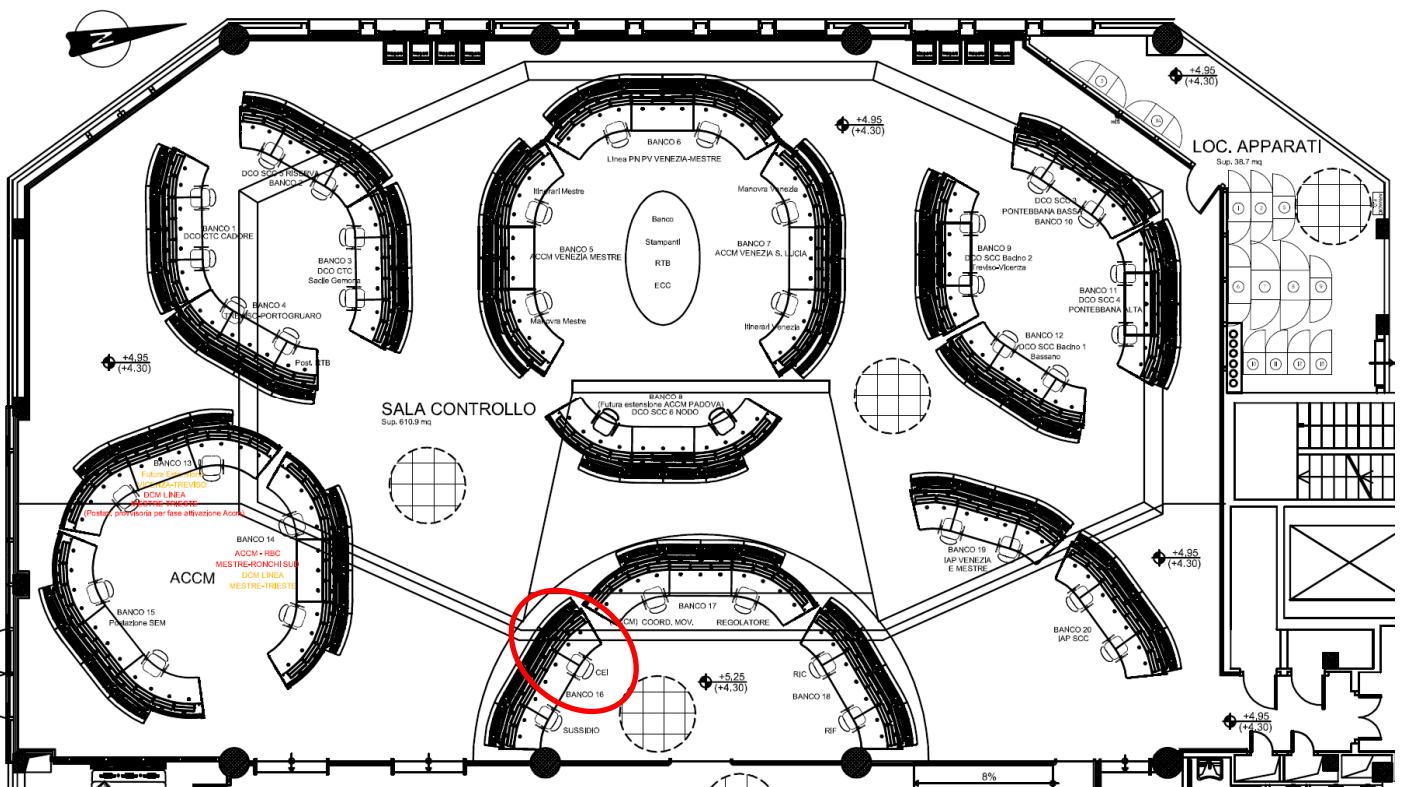 N
+4.95
(+4.30)
+4.95
(+4.30)
LOC. APPARATI
Sup. 38.7 mq
BANCO 6
Linea PN PV VENEZIA-MESTRE
DCO SCC 5 RISERVA
BANCO 2
BANCO 1
DCO CTC CADORE
BANCO 3
DCO CTC
Sacile Gemona
BANCO 4
TREVISO-PORTOGRUARO
Post. RTB
Itinerari Mestre
Manovra Venezia
BANCO 5
ACCM VENEZIA MESTRE
Banco
Stampanti
RTB
ECC
BANCO 7
ACCM VENEZIA S. LUCIA
Manovra Mestre
Itinerari Venezia
DCO SCC 3
PONTEBBANA BASSA
BANCO 10
BANCO 9
DCO SCC Bacino 2
Treviso-Vicenza
BANCO 11
DCO SCC 4
PONTEBBANA ALTA
BANCO 12
DCO SCC Bacino 1
Bassano
+4.95
(+4.30)
SALA CONTROLLO
Sup. 610.9 mq
BANCO 8
(Futura estensione ACCM PADOVA)
DCO SCC 6 NODO
BANCO 13
Futura Estensione
VICENZA-TREVISO
DCM LINEA
MESTRE-TRIESTE
(Postaz. provvisoria per fase attivazione Accm)
BANCO 14
ACCM - RBC
MESTRE-RONCHI SUD
DCM LINEA
MESTRE-TRIESTE
ACCM
BANCO 15
Postazione SEM
BANCO 19
IAP VENEZIA
E MESTRE
+4.95
(+4.30)
BANCO 20
IAP SCC
BANCO 17
(ACCM) COORD. MOV.
REGOLATORE
CEI
BANCO 16
SUSSIDIO
+5.25
(+4.30)
RIC
BANCO 18
RIF
+4.95
(+4.30)
8%